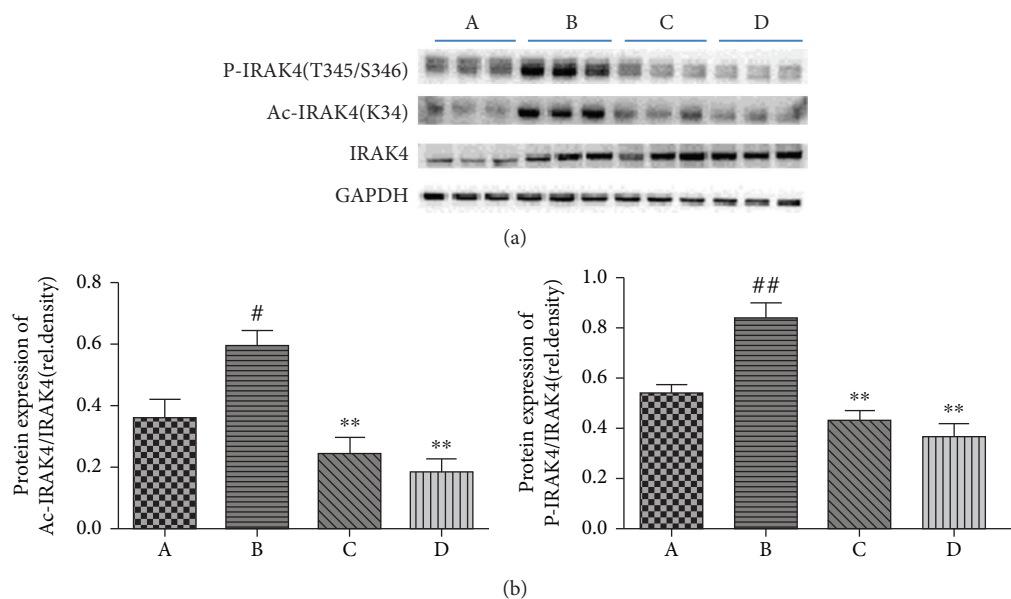 A B C D
P-IRAK4(T345/S346)
Ac-IRAK4(K34)
IRAK4
GAPDH
(a)
Protein expression of
Ac-IRAK4/IRAK4(rel.density)
0.8
0.6
0.4
0.2
0.0
#
**
**
A B C D
Protein expression of
P-IRAK4/IRAK4(rel.density)
1.0
0.8
0.6
0.4
0.2
0.0
##
**
**
A B C D
(b)